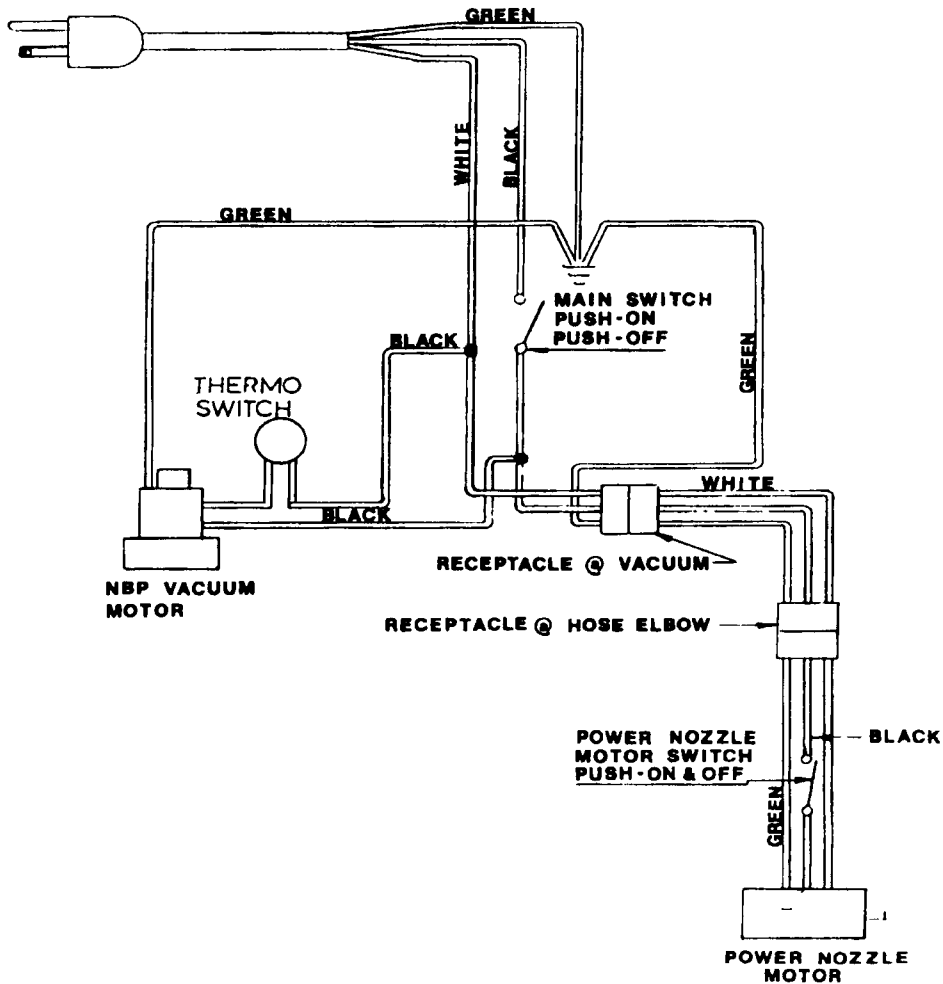 GREEN
WHITE
BLACK
GREEN
MAIN SWITCH
PUSH-ON
PUSH-OFF
BLACK
GREEN
THERMO
SWITCH
WHITE
BLACK
RECEPTACLE @ VACUUM
NBP VACUUM
MOTOR
RECEPTACLE @ HOSE ELBOW
POWER NOZZLE
MOTOR SWITCH
PUSH-ON & OFF
BLACK
GREEN
POWER NOZZLE
MOTOR